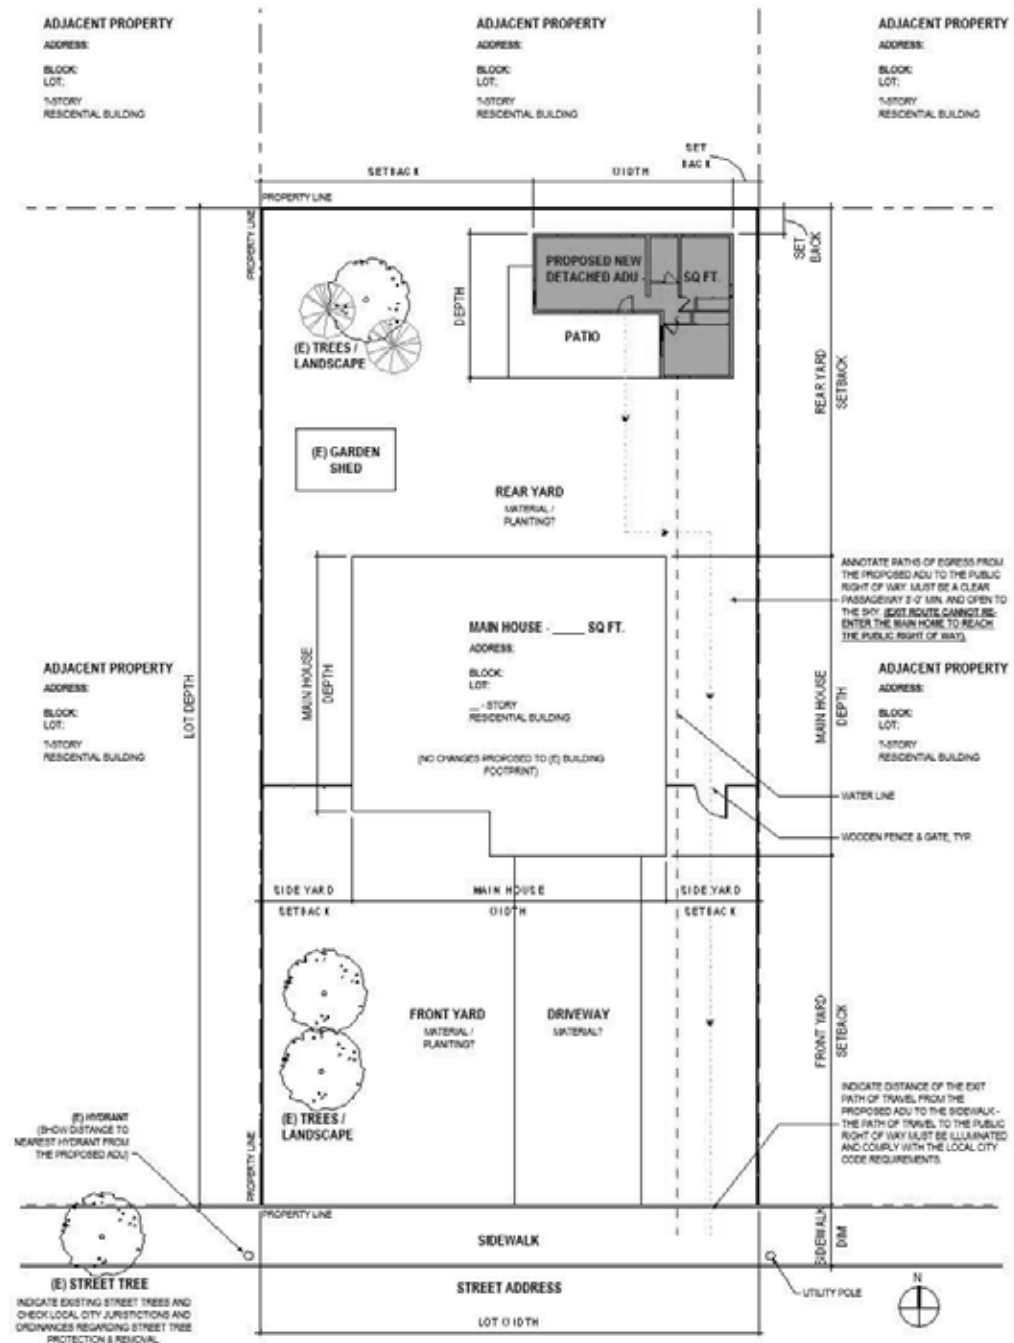 ADJACENT PROPERTY
ADDRESS:
BLOCK:
LOT:
?-STORY
RESIDENTIAL BUILDING
ADJACENT PROPERTY
ADDRESS:
BLOCK:
LOT:
?-STORY
RESIDENTIAL BUILDING
ADJACENT PROPERTY
ADDRESS:
BLOCK:
LOT:
?-STORY
RESIDENTIAL BUILDING
SETBACK
WIDTH
SET
BACK
PROPERTY LINE
PROPERTY LINE
SET
BACK
PROPOSED NEW
DETACHED ADU - SQ FT.
DEPTH
PATIO
(E) TREES /
LANDSCAPE
REAR YARD
SETBACK
(E) GARDEN
SHED
REAR YARD
MATERIAL /
PLANTING?
ANNOTATE PATHS OF EGRESS FROM
THE PROPOSED ADU TO THE PUBLIC
RIGHT OF WAY. MUST BE A CLEAR
PASSAGEWAY 3'-0" MIN. AND OPEN TO
THE SKY. (EXIT ROUTE CANNOT RE-
ENTER THE MAIN HOME TO REACH
THE PUBLIC RIGHT OF WAY).
MAIN HOUSE - ____ SQ FT.
ADDRESS:
BLOCK:
LOT:
__ - STORY
RESIDENTIAL BUILDING
(NO CHANGES PROPOSED TO (E) BUILDING
FOOTPRINT)
MAIN HOUSE
DEPTH
LOT DEPTH
ADJACENT PROPERTY
ADDRESS:
BLOCK:
LOT:
?-STORY
RESIDENTIAL BUILDING
MAIN HOUSE
DEPTH
ADJACENT PROPERTY
ADDRESS:
BLOCK:
LOT:
?-STORY
RESIDENTIAL BUILDING
WATER LINE
WOODEN FENCE & GATE, TYP.
SIDE YARD
SETBACK
MAIN HOUSE
WIDTH
SIDE YARD
SETBACK
FRONT YARD
MATERIAL /
PLANTING?
DRIVEWAY
MATERIAL?
FRONT YARD
SETBACK
(E) TREES /
LANDSCAPE
INDICATE DISTANCE OF THE EXIT
PATH OF TRAVEL FROM THE
PROPOSED ADU TO THE SIDEWALK -
THE PATH OF TRAVEL TO THE PUBLIC
RIGHT OF WAY MUST BE ILLUMINATED
AND COMPLY WITH THE LOCAL CITY
CODE REQUIREMENTS.
(E) HYDRANT
(SHOW DISTANCE TO
NEAREST HYDRANT FROM
THE PROPOSED ADU)
PROPERTY LINE
PROPERTY LINE
SIDEWALK
SIDEWALK
DIM
(E) STREET TREE
INDICATE EXISTING STREET TREES AND
CHECK LOCAL CITY JURISTICTIONS AND
ORDINANCES REGARDING STREET TREE
PROTECTION & REMOVAL
STREET ADDRESS
LOT WIDTH
UTILITY POLE
N